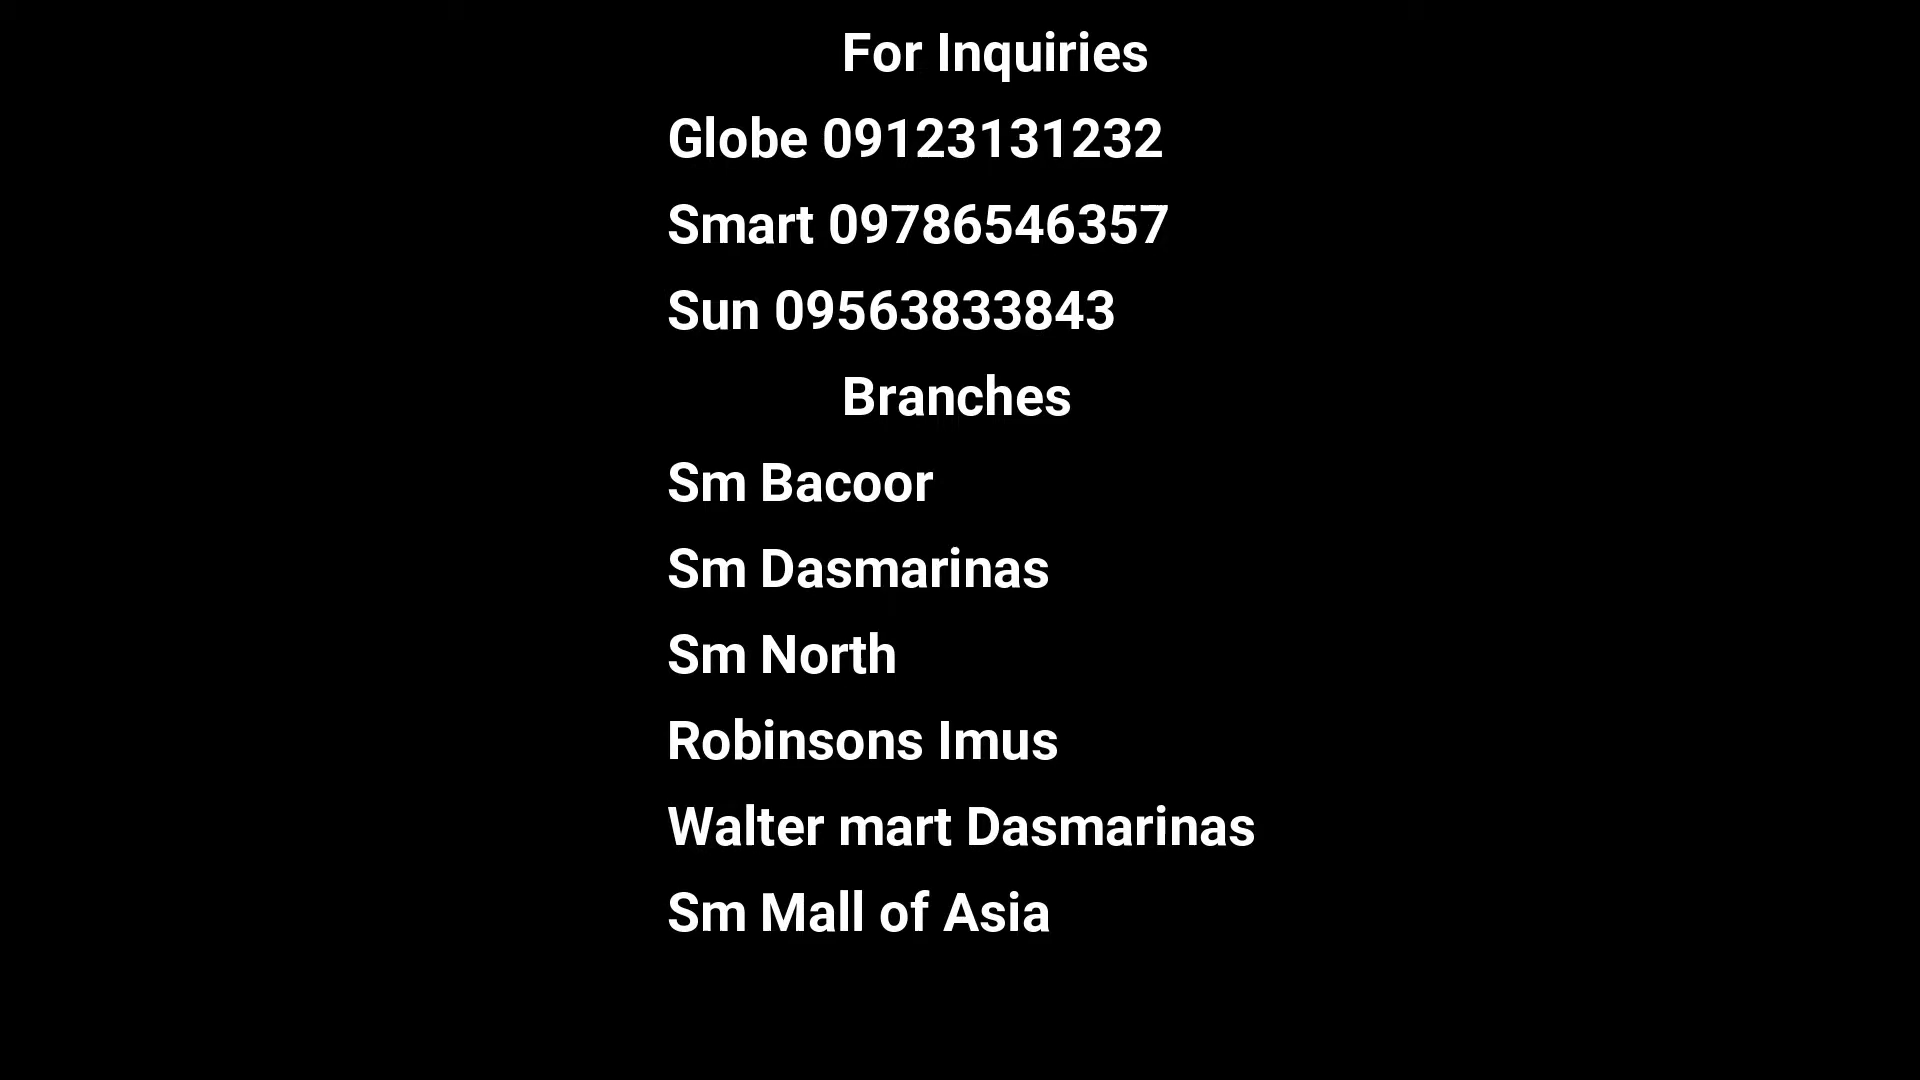 For Inquiries
Globe 09123131232
Smart 09786546357
Sun 09563833843
Branches
Sm Bacoor
Sm Dasmarinas
Sm North
Robinsons Imus
Walter mart Dasmarinas
Sm Mall of Asia